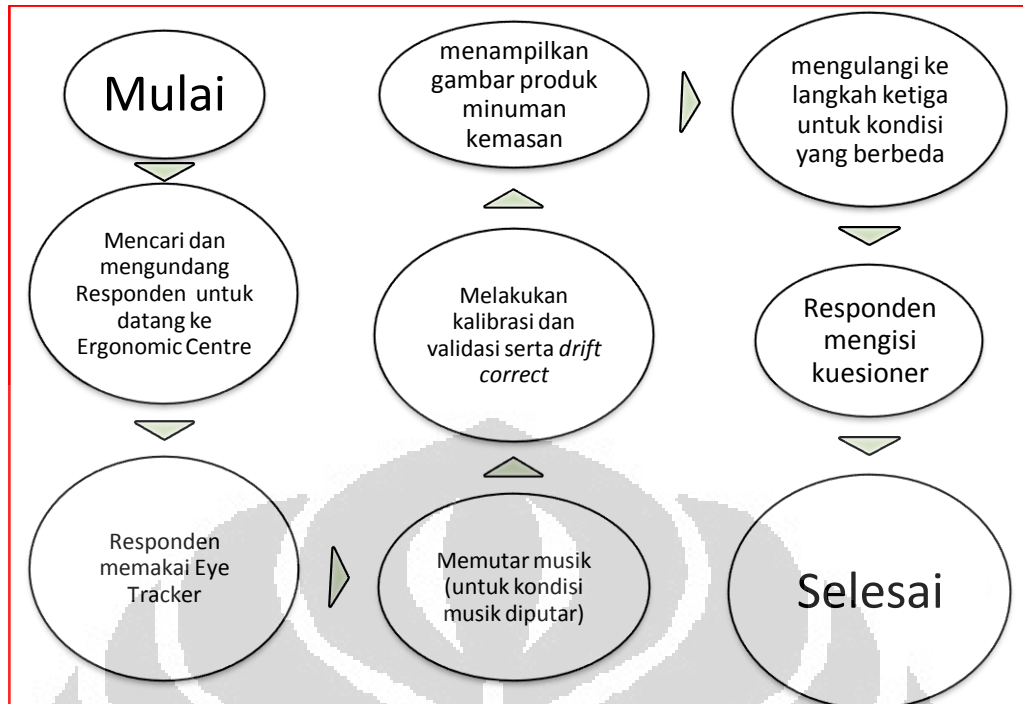 Mulai
Mencari dan
mengundang
Responden untuk
datang ke
Ergonomic Centre
Responden
memakai Eye
Tracker
Memutar musik
(untuk kondisi
musik diputar)
Melakukan
kalibrasi dan
validasi serta drift
correct
menampilkan
gambar produk
minuman
kemasan
mengulangi ke
langkah ketiga
untuk kondisi
yang berbeda
Responden
mengisi
kuesioner
Selesai